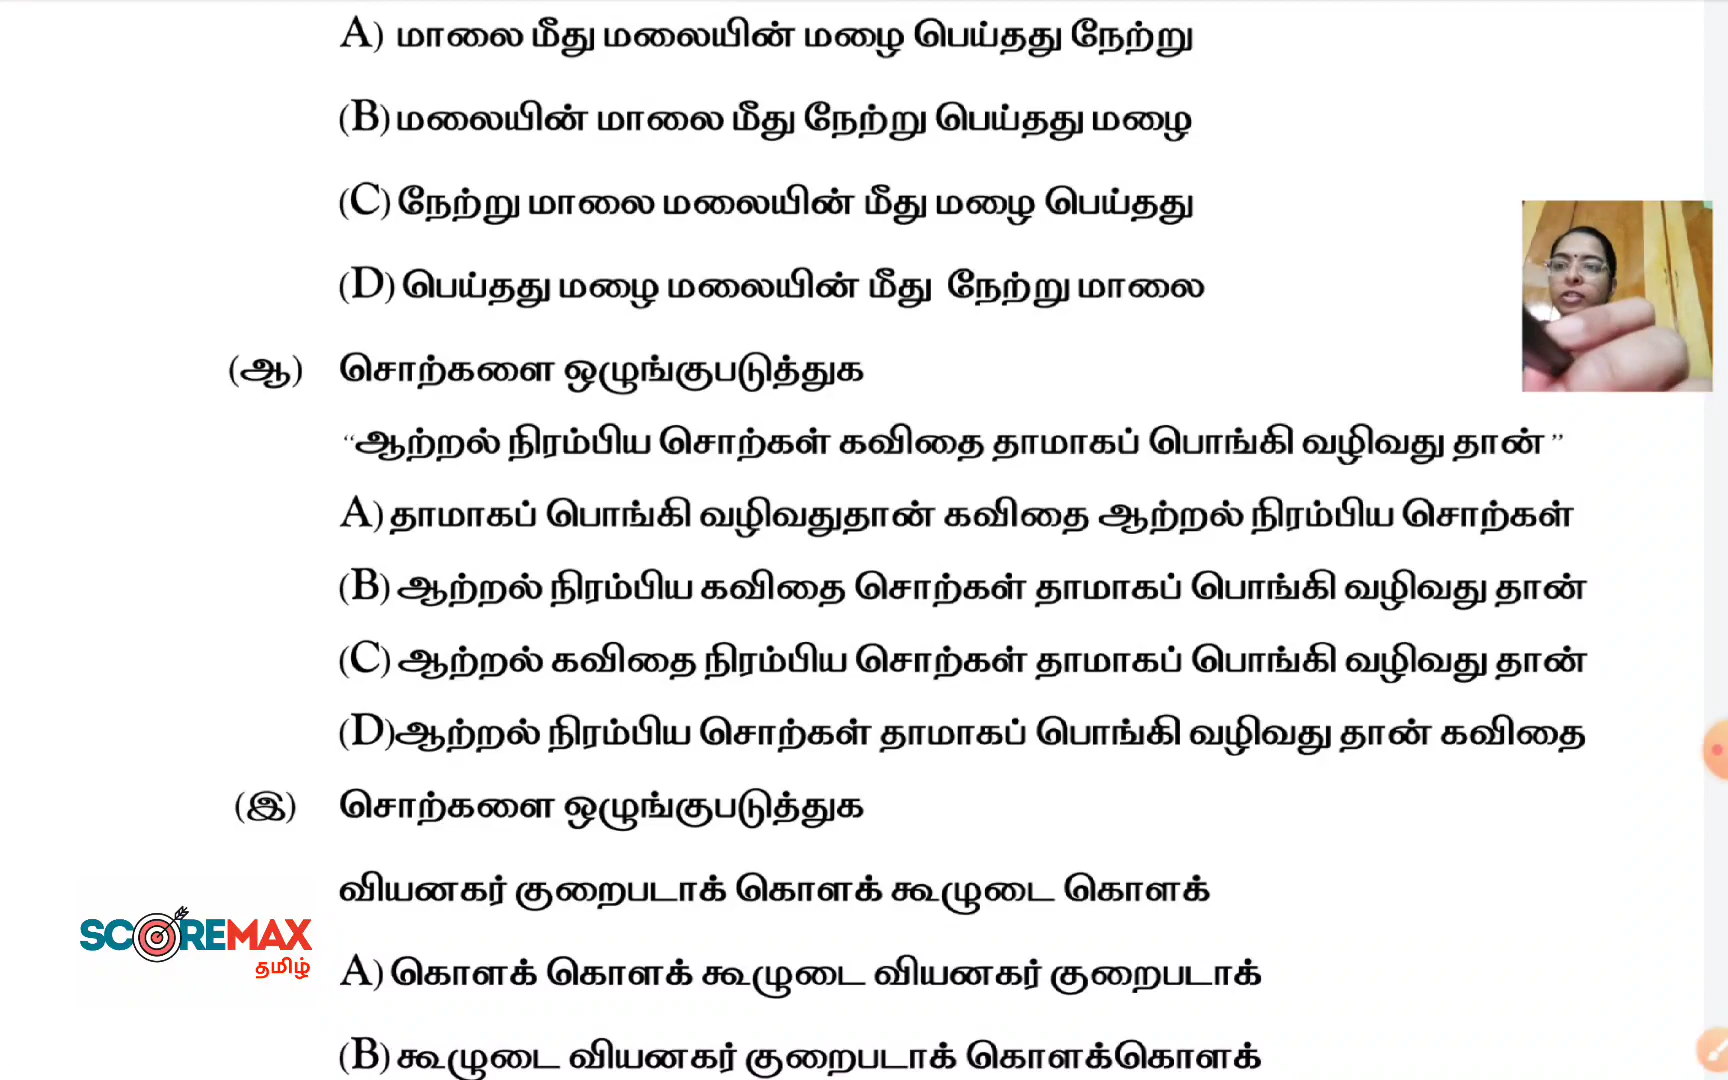 A) மாலை மீது மலையின் மழை பெய்தது நேற்று
(B) மலையின் மாலை மீது நேற்று பெய்தது மழை
(C) நேற்று மாலை மலையின் மீது மழை பெய்தது
(D) பெய்தது மழை மலையின் மீது நேற்று மாலை
(ஆ) சொற்களை ஒழுங்குபடுத்துக
“ஆற்றல் நிரம்பிய சொற்கள் கவிதை தாமாகப் பொங்கி வழிவது தான்”
A) தாமாகப் பொங்கி வழிவதுதான் கவிதை ஆற்றல் நிரம்பிய சொற்கள்
(B) ஆற்றல் நிரம்பிய கவிதை சொற்கள் தாமாகப் பொங்கி வழிவது தான்
(C) ஆற்றல் கவிதை நிரம்பிய சொற்கள் தாமாகப் பொங்கி வழிவது தான்
(D)ஆற்றல் நிரம்பிய சொற்கள் தாமாகப் பொங்கி வழிவது தான் கவிதை
(இ) சொற்களை ஒழுங்குபடுத்துக
வியனகர் குறைபடாக் கொளக் கூழுடை கொளக்
SCOREMAX
தமிழ்
A) கொளக் கொளக் கூழுடை வியனகர் குறைபடாக்
(B) கூழுடை வியனகர் குறைபடாக் கொளக்கொளக்